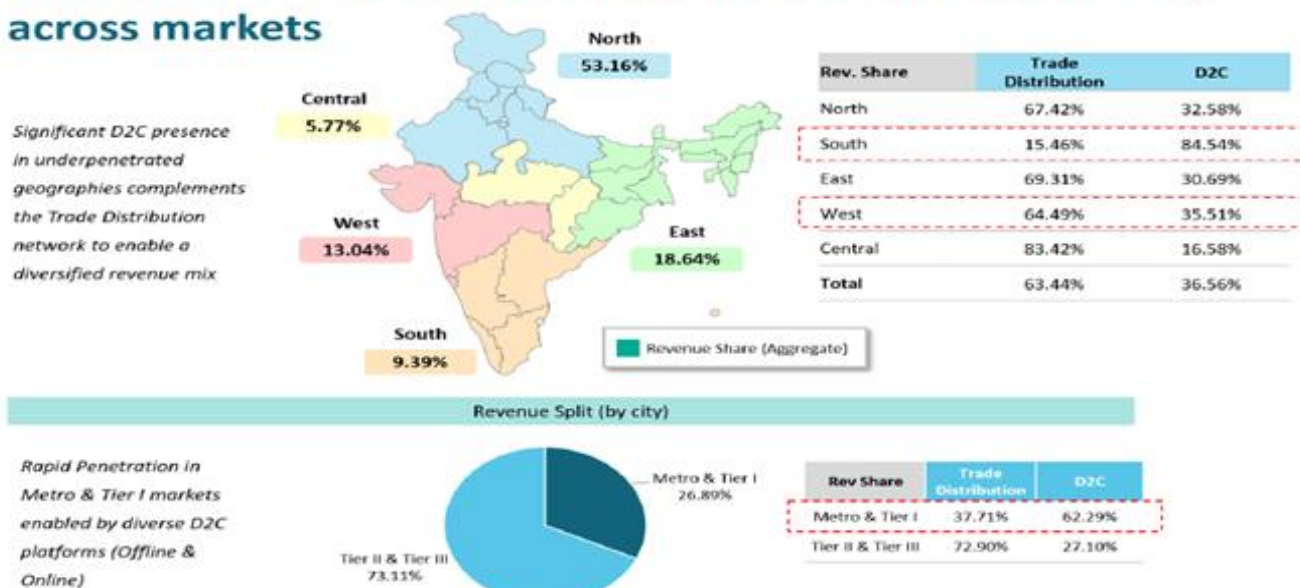 across markets
Significant D2C presence
in underpenetrated
geographies complements
the Trade Distribution
network to enable a
diversified revenue mix
North
53.16%
Central
5.77%
West
13.04%
East
18.64%
South
9.39%
Revenue Share (Aggregate)
Rev. Share Trade Distribution D2C
North 67.42% 32.58%
South 15.46% 84.54%
East 69.31% 30.69%
West 64.49% 35.51%
Central 83.42% 16.58%
Total 63.44% 36.56%
Revenue Split (by city)
Rapid Penetration in
Metro & Tier I markets
enabled by diverse D2C
platforms (Offline &
Online)
Metro & Tier I
26.89%
Tier II & Tier III
73.11%
Rev Share Trade Distribution D2C
Metro & Tier I 37.71% 62.29%
Tier II & Tier III 72.90% 27.10%